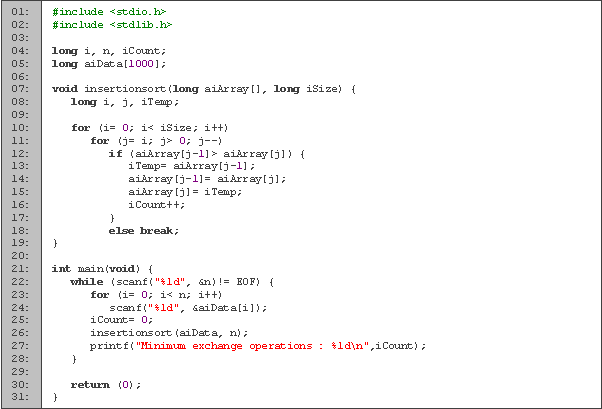 01: #include <stdio.h>
02: #include <stdlib.h>
03:
04: long i, n, iCount;
05: long aiData[1000];
06:
07: void insertionsort(long aiArray[], long iSize) {
08:    long i, j, iTemp;
09:
10:    for (i= 0; i< iSize; i++)
11:       for (j= i; j> 0; j--)
12:          if (aiArray[j-1]> aiArray[j]) {
13:             iTemp= aiArray[j-1];
14:             aiArray[j-1]= aiArray[j];
15:             aiArray[j]= iTemp;
16:             iCount++;
17:          }
18:          else break;
19: }
20:
21: int main(void) {
22:    while (scanf("%ld", &n)!= EOF) {
23:       for (i= 0; i< n; i++)
24:          scanf("%ld", &aiData[i]);
25:       iCount= 0;
26:       insertionsort(aiData, n);
27:       printf("Minimum exchange operations : %ld\n",iCount);
28:    }
29:
30:    return (0);
31: }